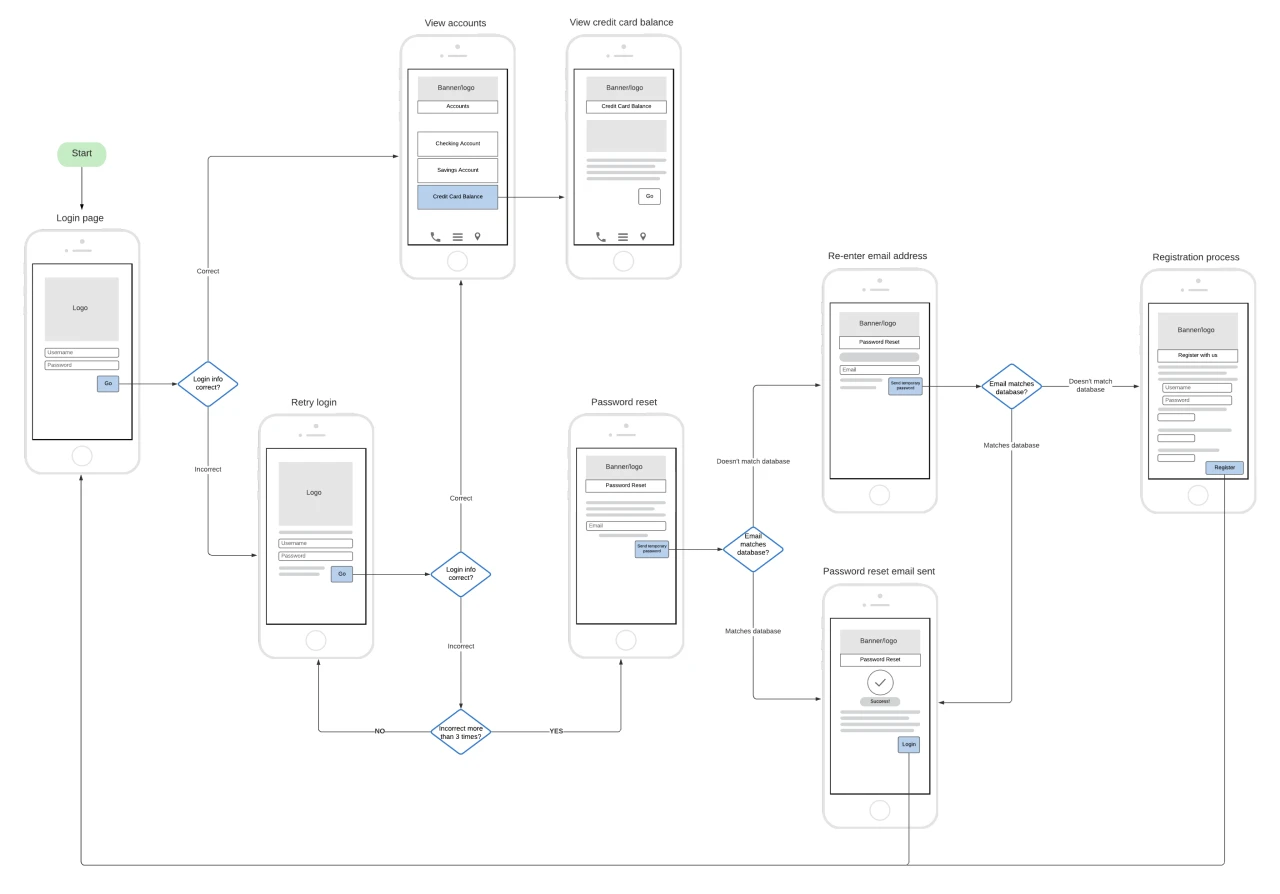 View accounts
Banner/logo
Accounts
Checking Account
Savings Account
Credit Card Balance
View credit card balance
Banner/logo
Credit Card Balance
Go
Start
Login page
Logo
Username
Password
Go
Login info
correct?
Correct
Incorrect
Retry login
Logo
Username
Password
Go
Login info
correct?
Correct
Incorrect
Incorrect more
than 3 times?
NO
YES
Password reset
Banner/logo
Password Reset
Email
Send temporary
password
Email
matches
database?
Doesn't match database
Matches database
Re-enter email address
Banner/logo
Password Reset
Email
Send temporary
password
Email matches
database?
Doesn't match
database
Matches database
Password reset email sent
Banner/logo
Password Reset
Success!
Login
Registration process
Banner/logo
Register with us
Username
Password
Register